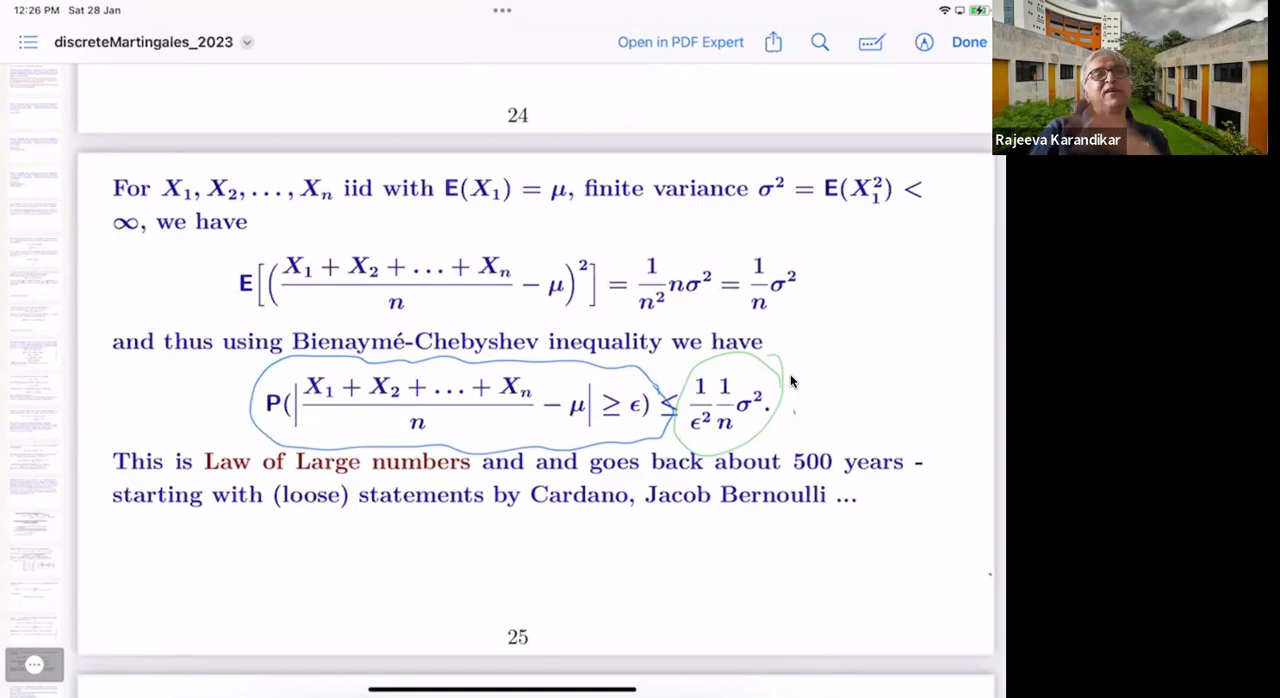 12:26 PM Sat 28 Jan
discreteMartingales_2023
Open in PDF Expert
Done
Rajeeva Karandikar
24
For X₁, X₂, . . . , Xₙ iid with E(X₁) = μ, finite variance σ² = E(X₁²) <
∞, we have
E[(X₁ + X₂ + . . . + Xₙ / n − μ)²] = 1/n² nσ² = 1/n σ²
and thus using Bienaymé-Chebyshev inequality we have
P(|X₁ + X₂ + . . . + Xₙ / n − μ| ≥ ϵ) ≤ 1/ϵ² 1/n σ².
This is Law of Large numbers and and goes back about 500 years -
starting with (loose) statements by Cardano, Jacob Bernoulli ...
25